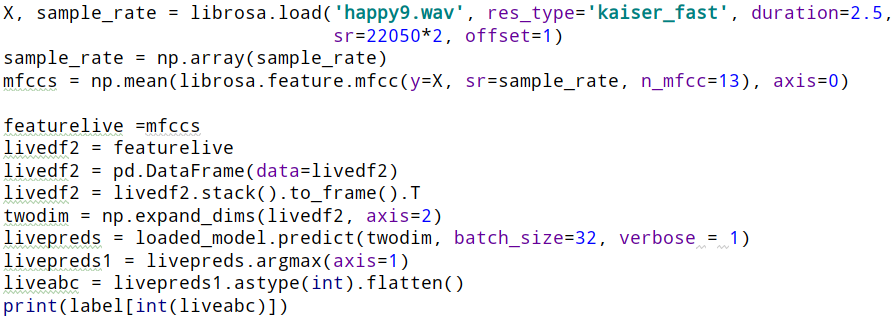 X, sample_rate = librosa.load('happy9.wav', res_type='kaiser_fast', duration=2.5,
sr=22050*2, offset=1)
sample_rate = np.array(sample_rate)
mfccs = np.mean(librosa.feature.mfcc(y=X, sr=sample_rate, n_mfcc=13), axis=0)
featurelive =mfccs
livedf2 = featurelive
livedf2 = pd.DataFrame(data=livedf2)
livedf2 = livedf2.stack().to_frame().T
twodim = np.expand_dims(livedf2, axis=2)
livepreds = loaded_model.predict(twodim, batch_size=32, verbose = 1)
livepreds1 = livepreds.argmax(axis=1)
liveabc = livepreds1.astype(int).flatten()
print(label[int(liveabc)])